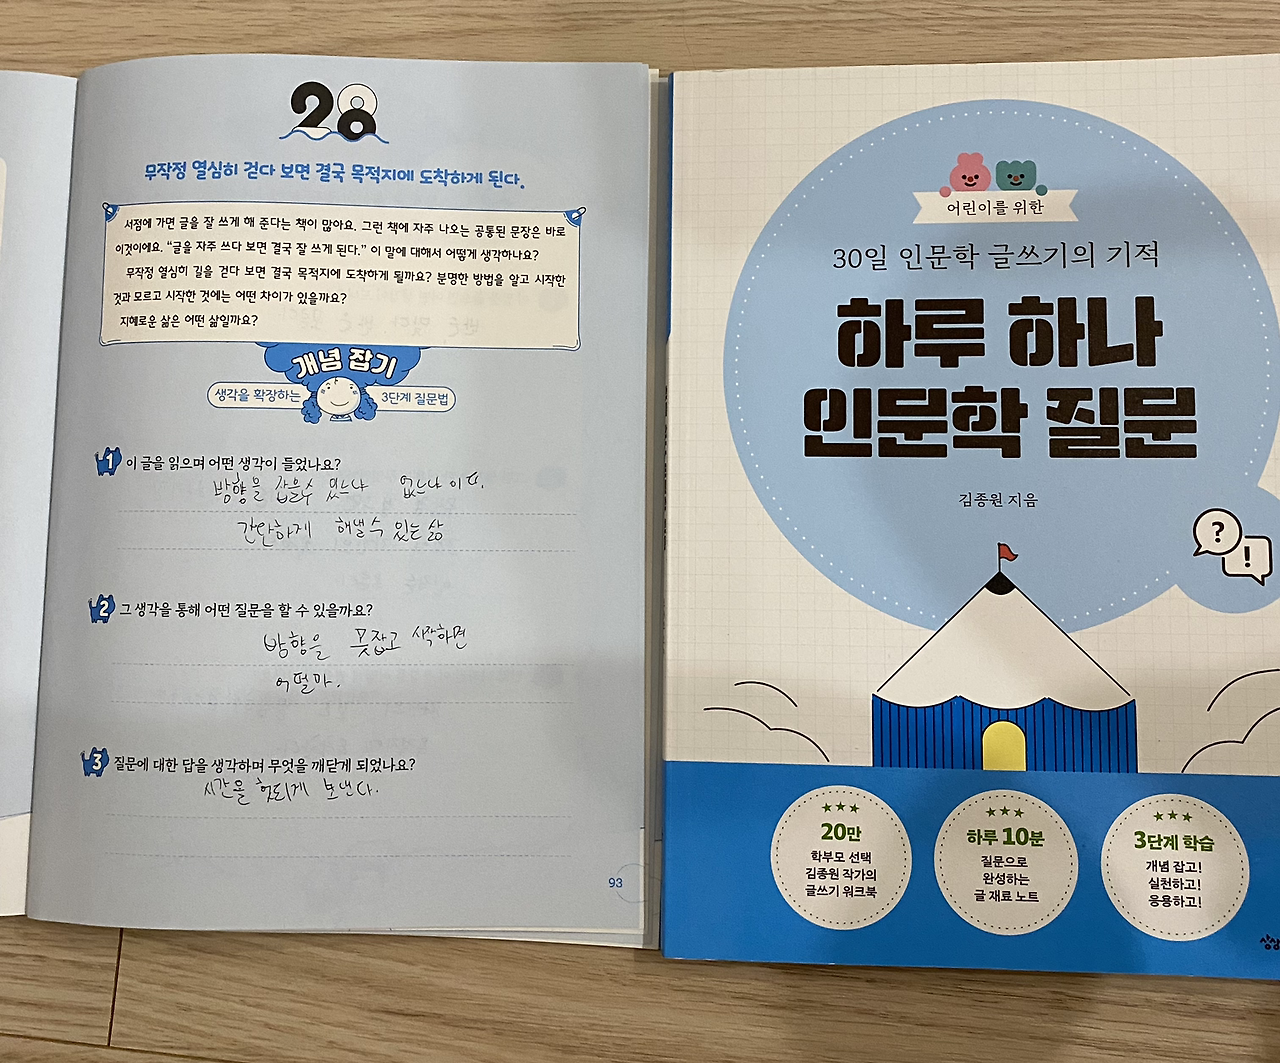 28
무작정 열심히 걷다 보면 결국 목적지에 도착하게 된다.
서점에 가면 글을 잘 쓰게 해 준다는 책이 많아요. 그런 책에 자주 나오는 공통된 문장은 바로
이것이에요. “글을 자주 쓰다 보면 결국 잘 쓰게 된다.” 이 말에 대해서 어떻게 생각하나요?
무작정 열심히 길을 걷다 보면 결국 목적지에 도착하게 될까요? 분명한 방법을 알고 시작한
것과 모르고 시작한 것에는 어떤 차이가 있을까요?
지혜로운 삶은 어떤 삶일까요?
개념 잡기
생각을 확장하는 3단계 질문법
1 이 글을 읽으며 어떤 생각이 들었나요?
방향을 잡을수 있느냐 없느냐 이다.
간단하게 해낼수 있는 삶
2 그 생각을 통해 어떤 질문을 할 수 있을까요?
방향을 못잡고 시작하면
어떨까.
3 질문에 대한 답을 생각하며 무엇을 깨닫게 되었나요?
시간을 헛되게 보낸다.
93
어린이를 위한
30일 인문학 글쓰기의 기적
하루 하나
인문학 질문
김종원 지음
?
!
20만
학부모 선택
김종원 작가의
글쓰기 워크북
하루 10분
질문으로
완성하는
글 재료 노트
3단계 학습
개념 잡고!
실천하고!
응용하고!